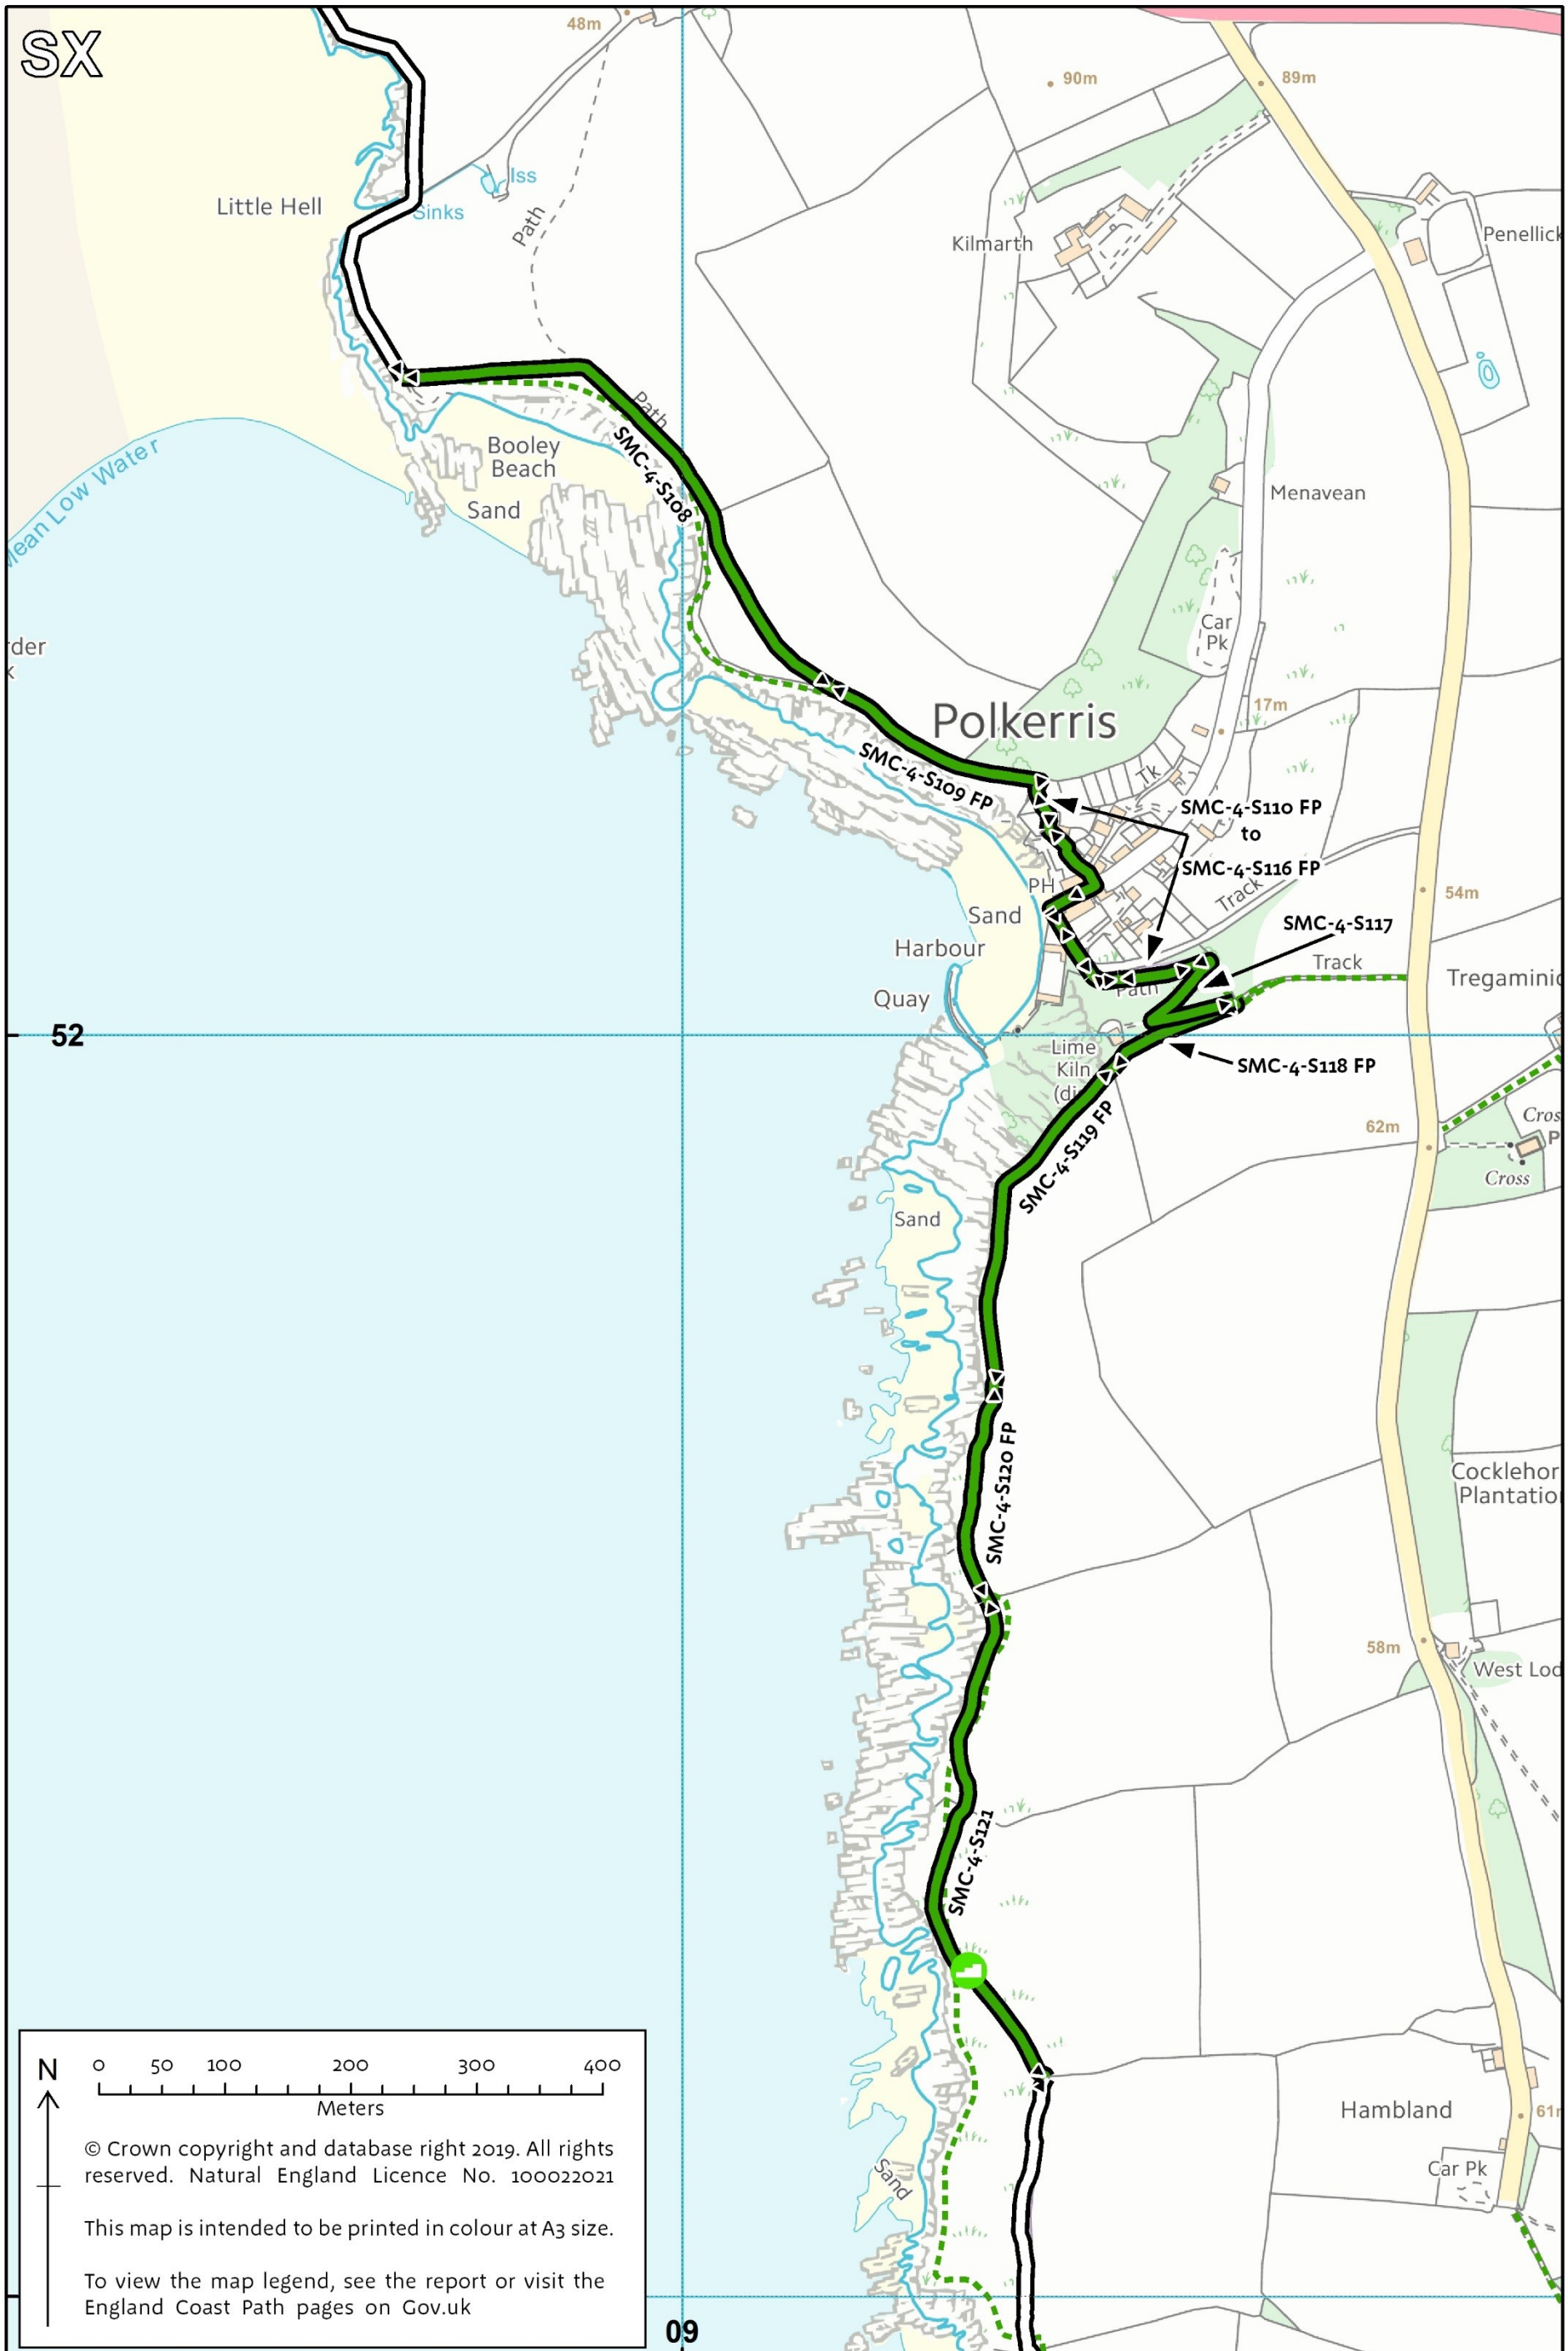 SX
48m
90m
89m
Iss
Sinks
Path
Little Hell
Kilmarth
Penellick
Path
Booley
Beach
Sand
SMC-4-S108
Mean Low Water
Menavean
Car
Pk
Polkerris
17m
Tk
SMC-4-S109 FP
SMC-4-S110 FP
to
SMC-4-S116 FP
PH
Track
54m
Sand
SMC-4-S117
Harbour
Track
Tregaminio
Quay
Path
52
Lime
Kiln
SMC-4-S118 FP
62m
SMC-4-S119 FP
Cross
Sand
SMC-4-S120 FP
58m
West Lod
SMC-4-S121
Sand
Hambland
61m
Car Pk
N
0 50 100 200 300 400
Meters
© Crown copyright and database right 2019. All rights
reserved. Natural England Licence No. 100022021
This map is intended to be printed in colour at A3 size.
To view the map legend, see the report or visit the
England Coast Path pages on Gov.uk
09